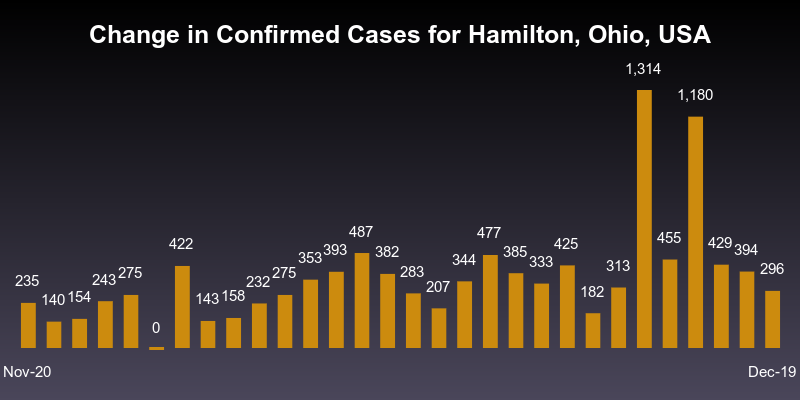 Change in Confirmed Cases for Hamilton, Ohio, USA
235 140 154 243 275 0 422 143 158 232 275 353 393 487 382 283 207 344 477 385 333 425 182 313 1,314 455 1,180 429 394 296
Nov-20 Dec-19